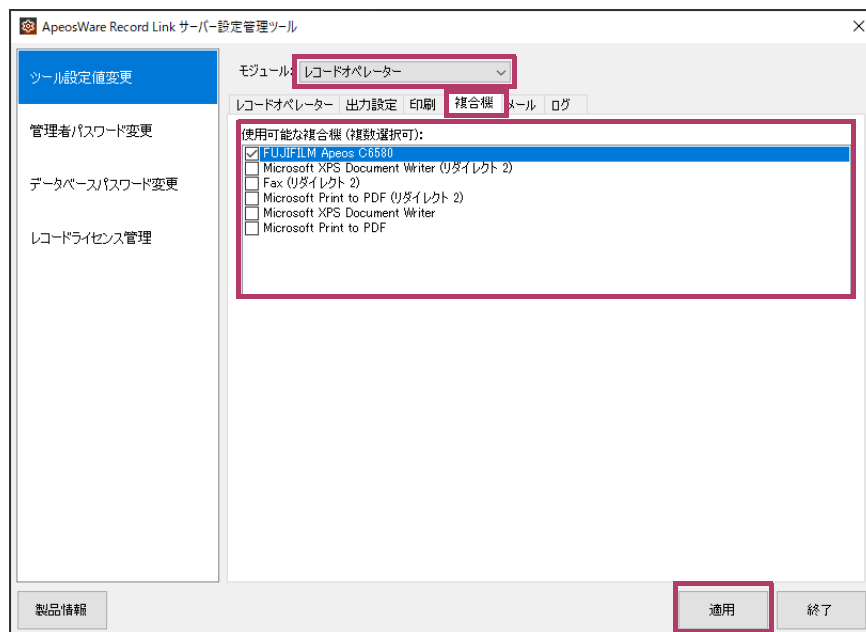 ApeosWare Record Link サーバー設定管理ツール
ツール設定値変更
管理者パスワード変更
データベースパスワード変更
レコードライセンス管理
モジュール: レコードオペレーター
レコードオペレーター 出力設定 印刷 複合機 メール ログ
使用可能な複合機 (複数選択可):
FUJIFILM Apeos C6580
Microsoft XPS Document Writer (リダイレクト 2)
Fax (リダイレクト 2)
Microsoft Print to PDF (リダイレクト 2)
Microsoft XPS Document Writer
Microsoft Print to PDF
製品情報 適用 終了